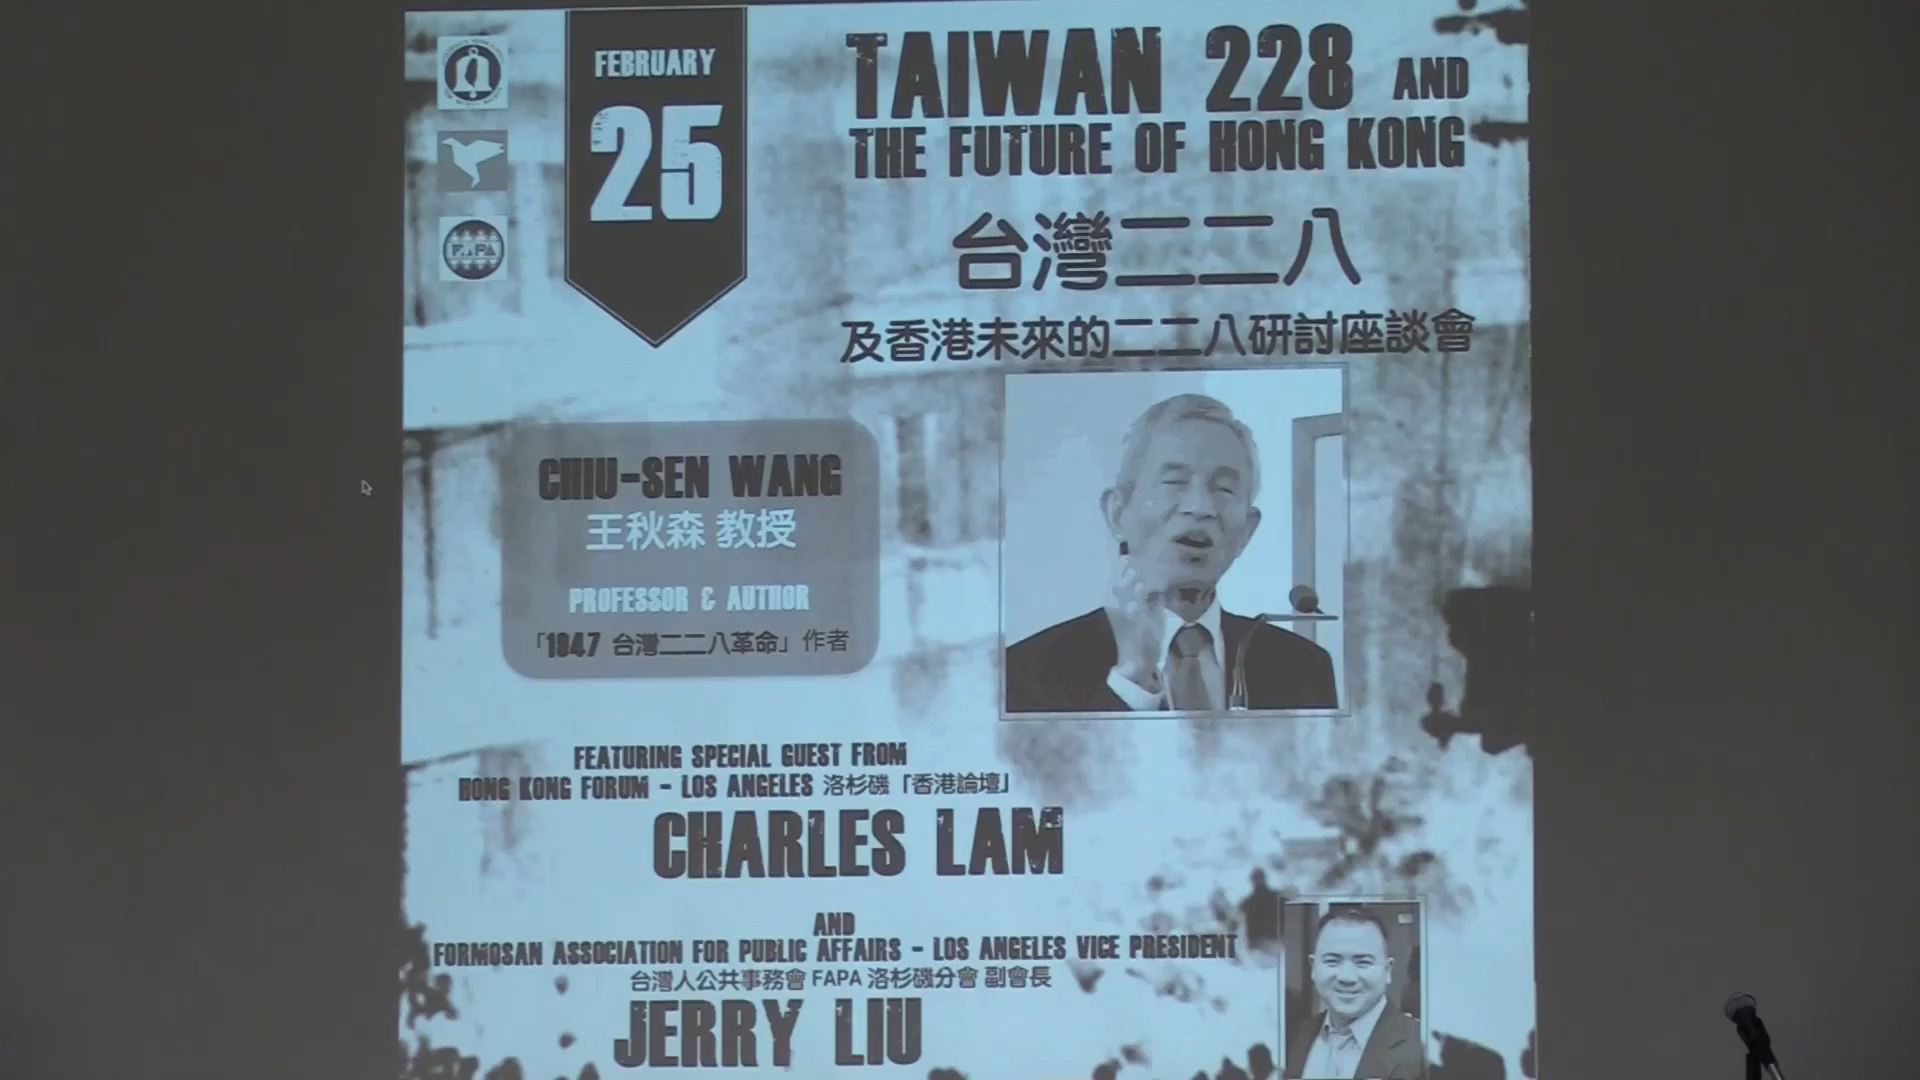 FEBRUARY
25
TAIWAN 228 AND
THE FUTURE OF HONG KONG
台灣二二八
及香港未來的二二八研討座談會
FAPA
CHIU-SEN WANG
王秋森 教授
PROFESSOR & AUTHOR
「1947 台灣二二八革命」作者
FEATURING SPECIAL GUEST FROM
HONG KONG FORUM - LOS ANGELES 洛杉磯「香港論壇」
CHARLES LAM
AND
FORMOSAN ASSOCIATION FOR PUBLIC AFFAIRS - LOS ANGELES VICE PRESIDENT
台灣人公共事務會 FAPA 洛杉磯分會 副會長
JERRY LIU